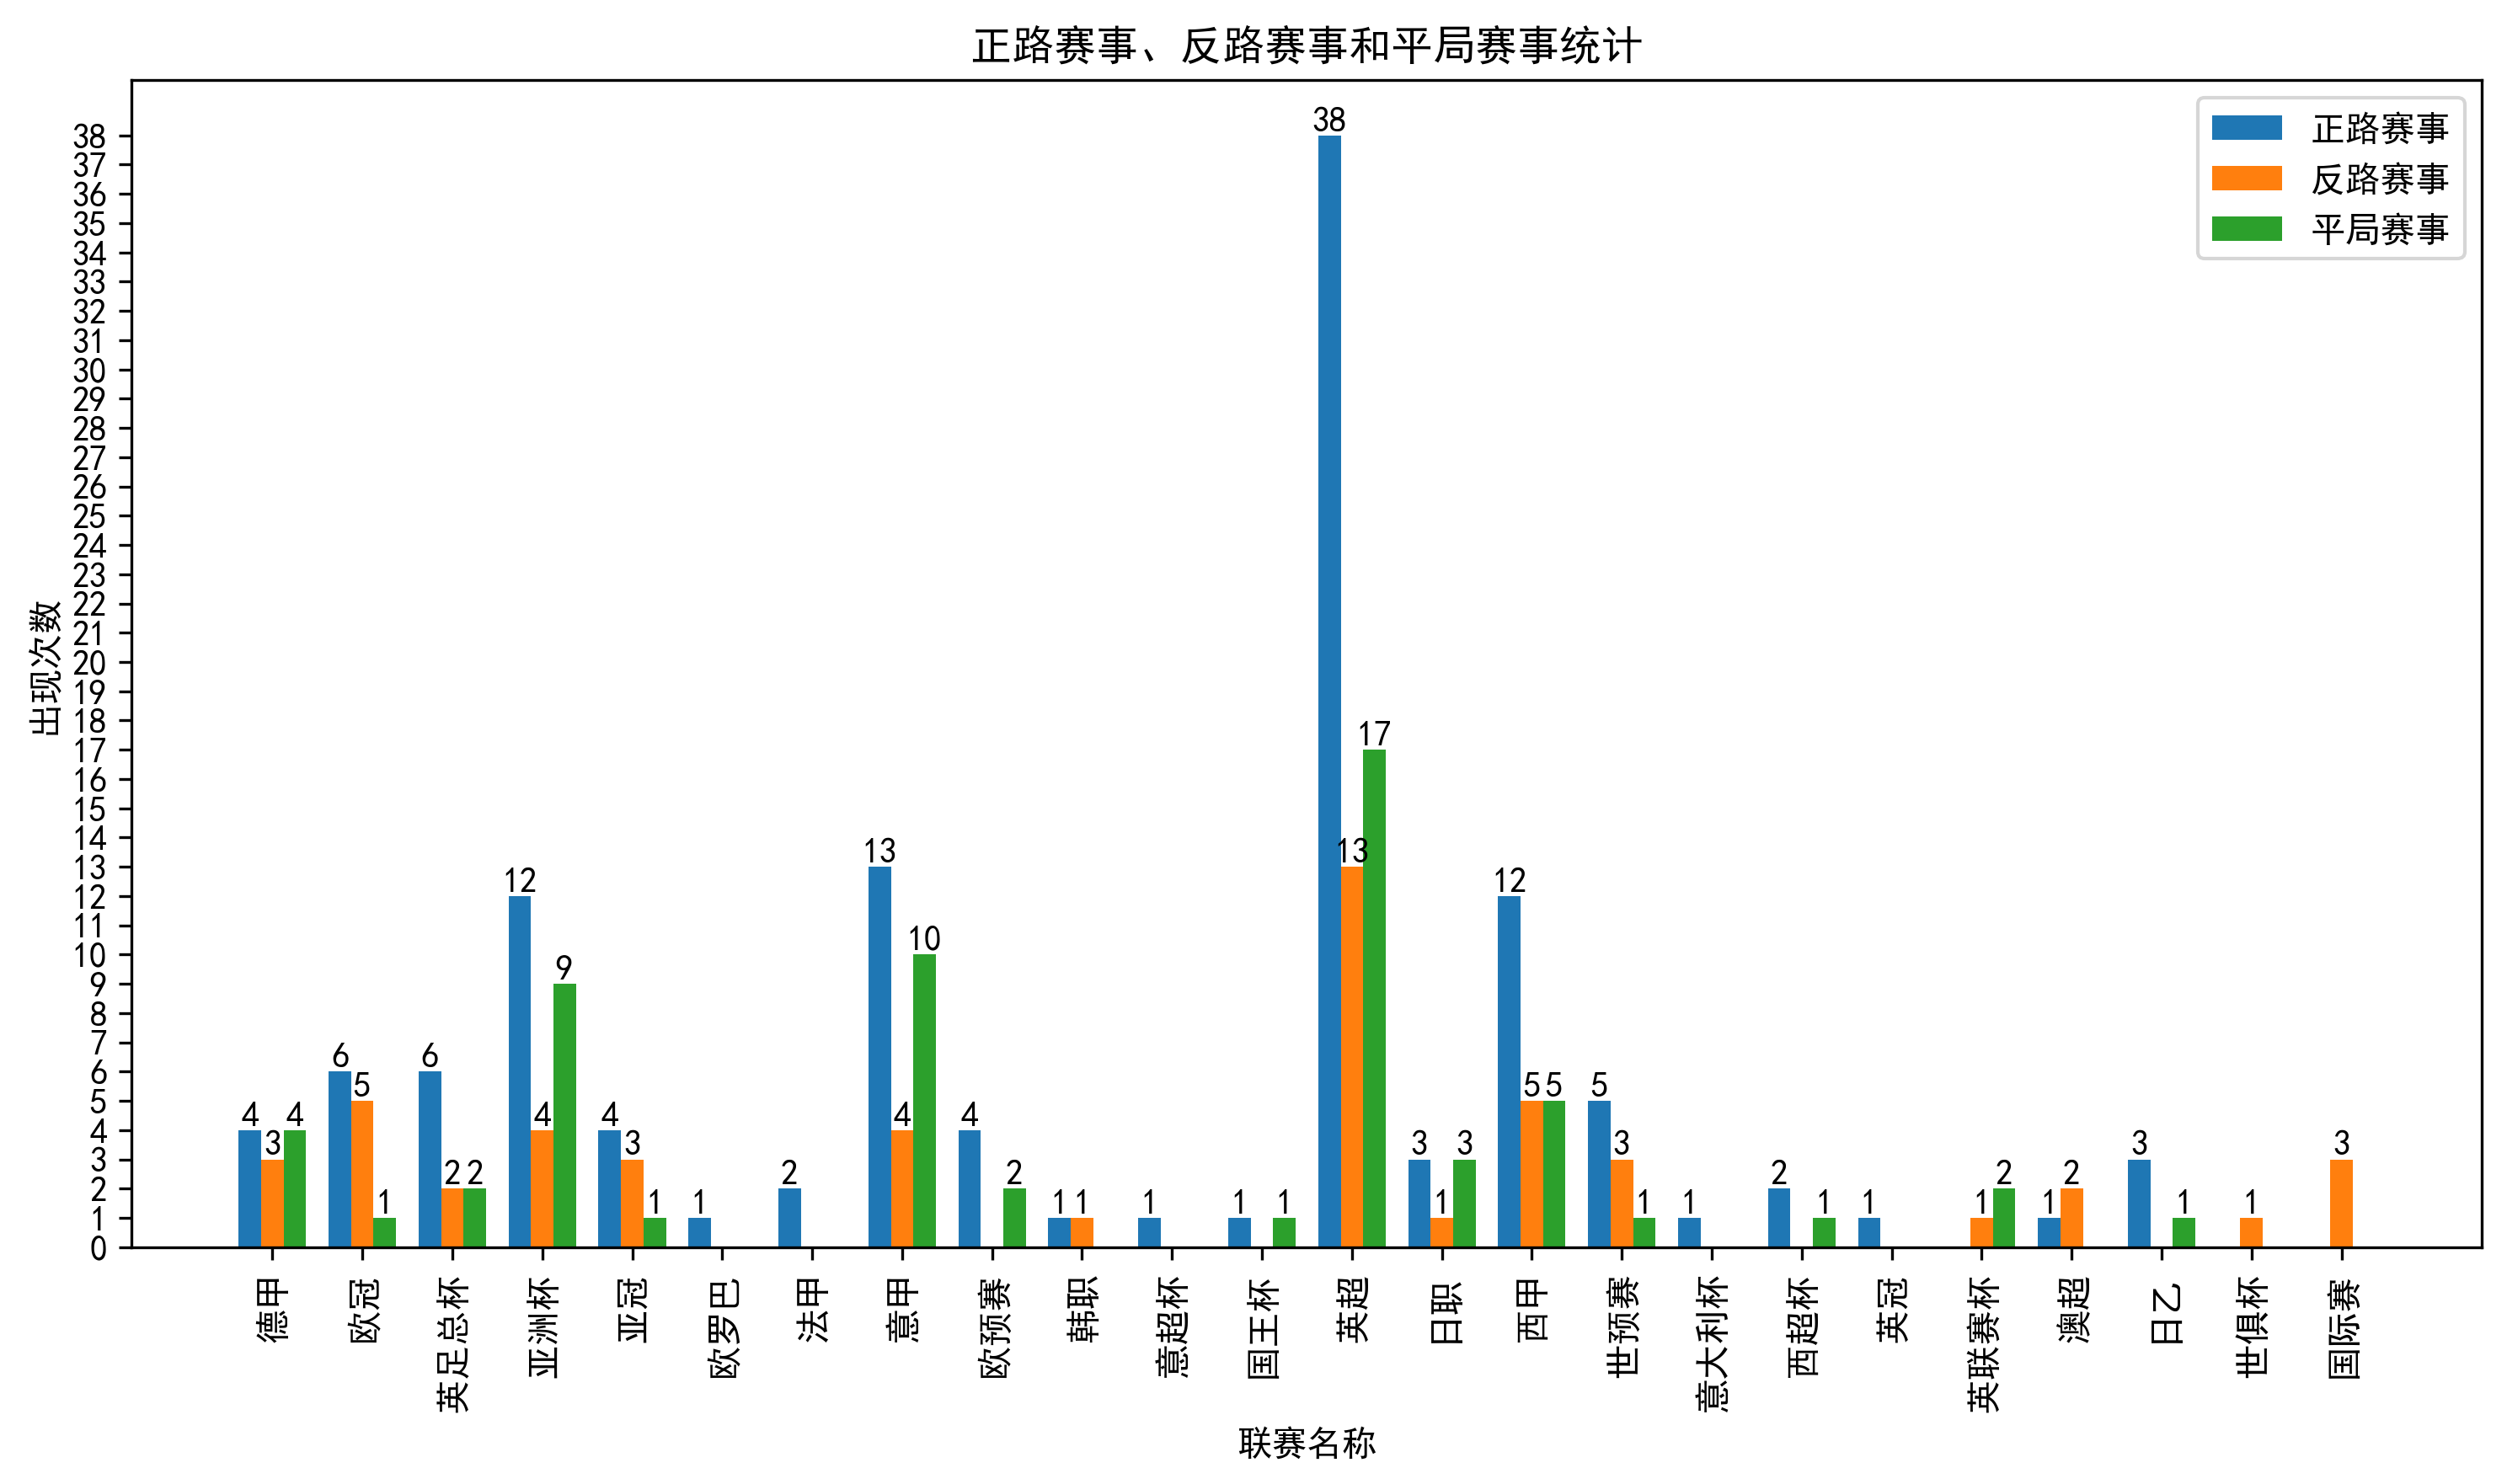 正路赛事、反路赛事和平局赛事统计
正路赛事
反路赛事
平局赛事
出现次数
38
37
36
35
34
33
32
31
30
29
28
27
26
25
24
23
22
21
20
19
18
17
16
15
14
13
12
11
10
9
8
7
6
5
4
3
2
1
0
4 3 4
6 5 1
6 2 2
12 4 9
4 3 1
1
2
13 4 10
4 2
1 1
1
1 1
38 13 17
3 1 3
12 5 5
5 3 1
1
2 1
1
1 2
1 2
3 1
1
3
德甲
欧冠
英足总杯
亚洲杯
亚冠
欧罗巴
法甲
意甲
欧预赛
韩职
意超杯
国王杯
英超
日职
西甲
世预赛
意大利杯
西超杯
英冠
英联赛杯
澳超
日乙
世俱杯
国际赛
联赛名称